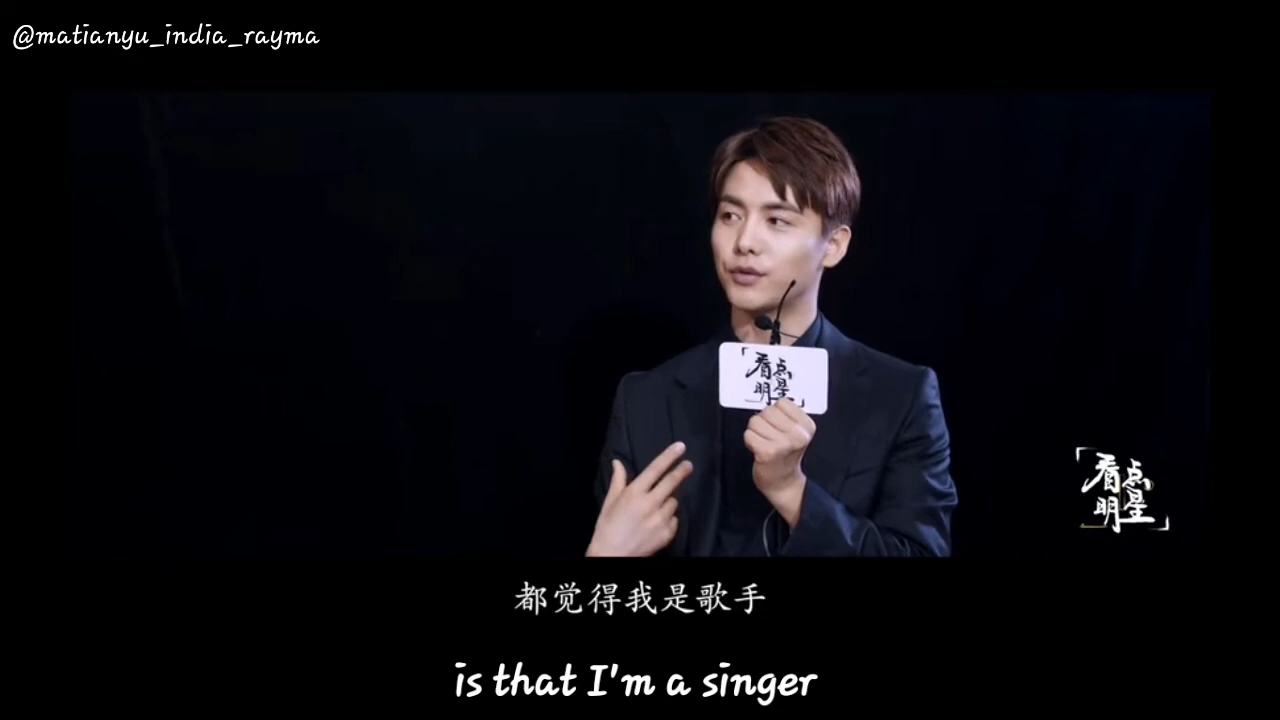 @matianyu_india_rayma
看点
明星
看点
明星
都觉得我是歌手
is that I'm a singer